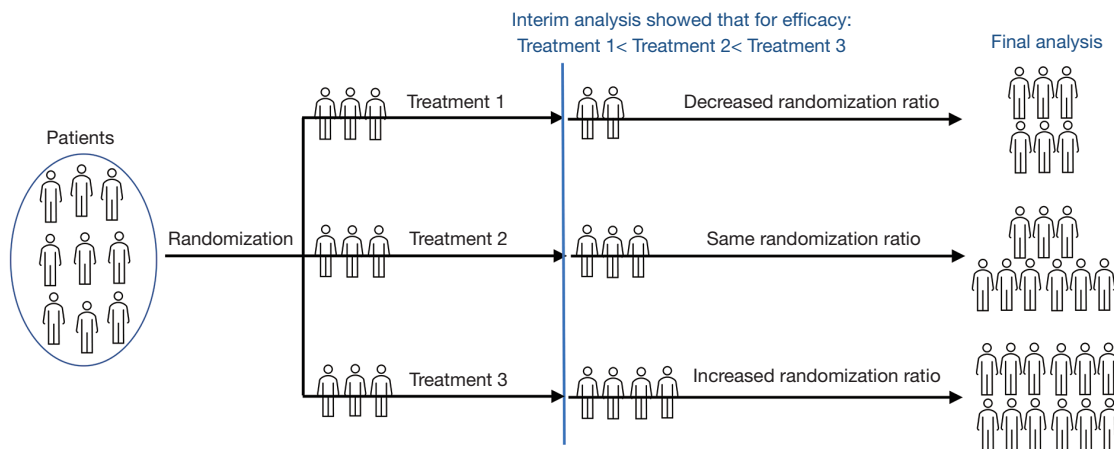 Interim analysis showed that for efficacy:
Treatment 1< Treatment 2< Treatment 3
Final analysis
Patients
Randomization
Treatment 1
Decreased randomization ratio
Treatment 2
Same randomization ratio
Treatment 3
Increased randomization ratio